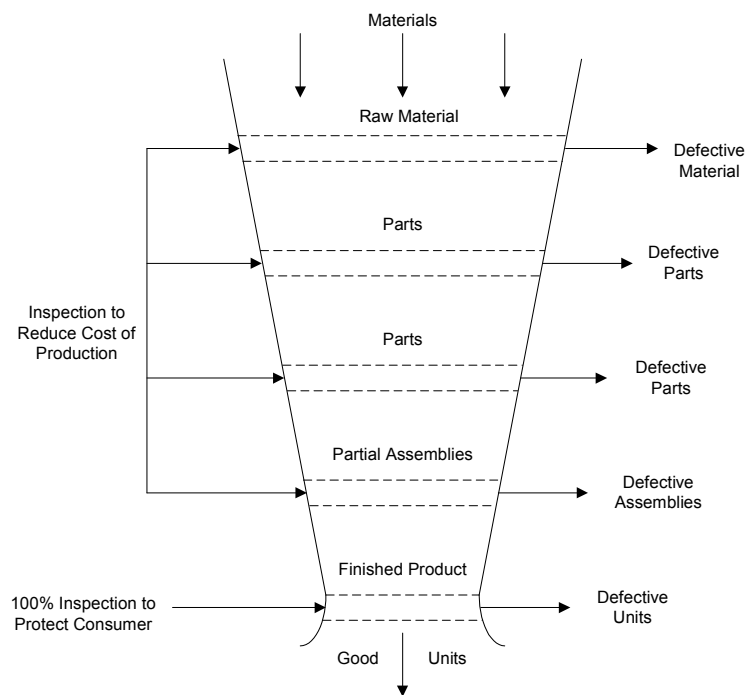 Materials
Raw Material
Defective
Material
Parts
Defective
Parts
Inspection to
Reduce Cost of
Production
Parts
Defective
Parts
Partial Assemblies
Defective
Assemblies
Finished Product
100% Inspection to
Protect Consumer
Defective
Units
Good Units